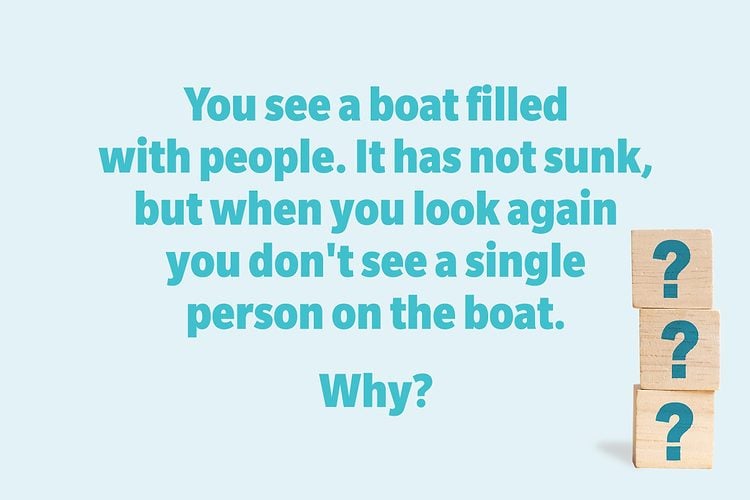 You see a boat filled
with people. It has not sunk,
but when you look again
you don't see a single
person on the boat.
Why?
?
?
?